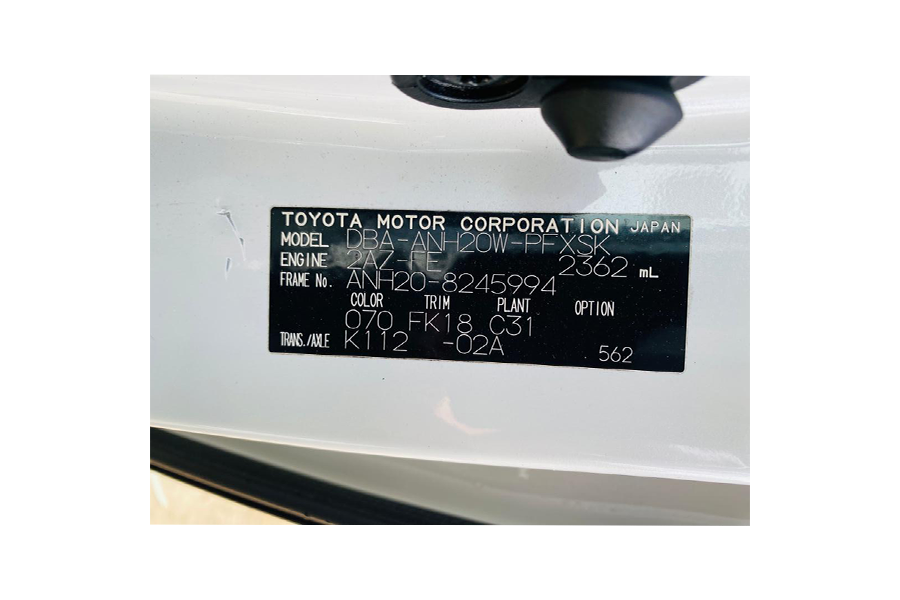 TOYOTA MOTOR CORPORATION JAPAN
MODEL DBA-ANH20W-PFXSK
ENGINE 2AZ-FE 2362 mL
FRAME No. ANH20-8245994
COLOR TRIM PLANT OPTION
070 FK18 C31
TRANS./AXLE K112 -02A 562